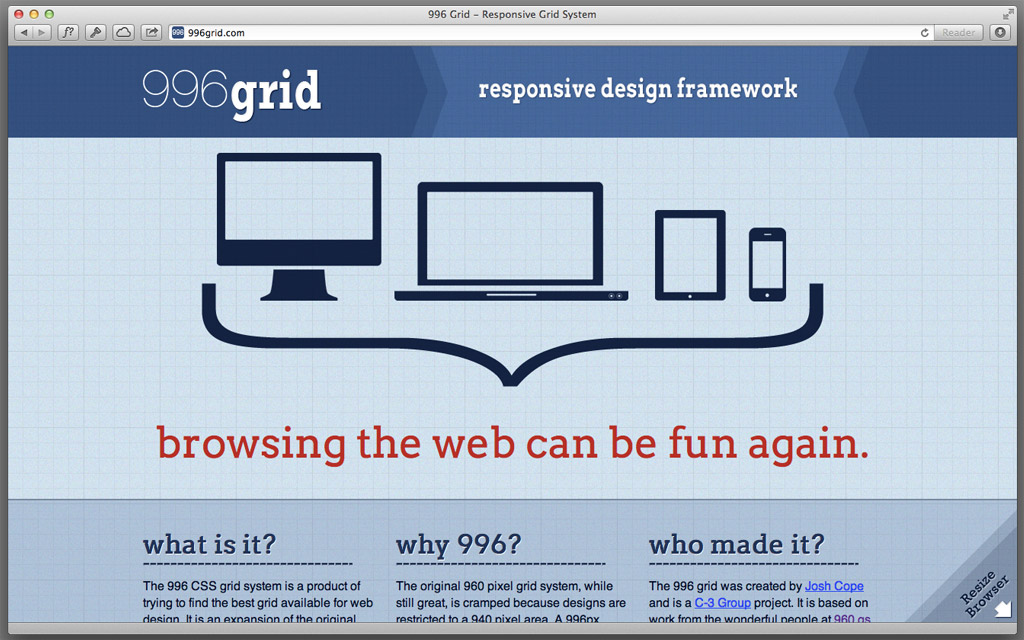 996 Grid – Responsive Grid System
f?
996
996grid.com
Reader
996grid
responsive design framework
browsing the web can be fun again.
what is it?
The 996 CSS grid system is a product of
trying to find the best grid available for web
design. It is an expansion of the original
why 996?
The original 960 pixel grid system, while
still great, is cramped because designs are
restricted to a 940 pixel area. A 996px
who made it?
The 996 grid was created by Josh Cope
and is a C-3 Group project. It is based on
work from the wonderful people at 960.gs
Resize
Browser